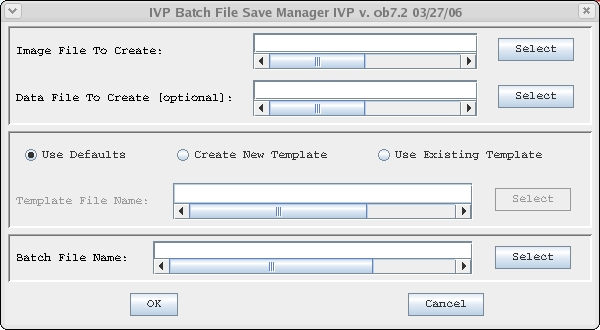 IVP Batch File Save Manager IVP v. ob7.2 03/27/06
Image File To Create:
Select
Data File To Create [optional]:
Select
Use Defaults
Create New Template
Use Existing Template
Template File Name:
Select
Batch File Name:
Select
OK
Cancel